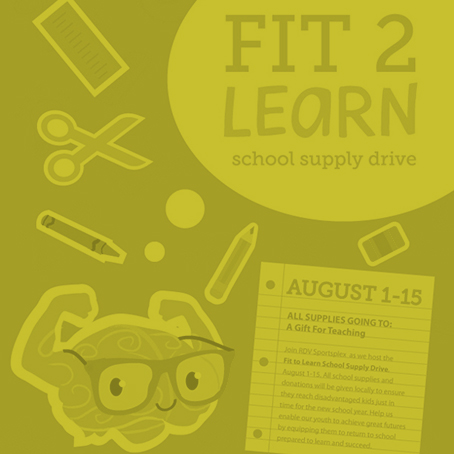 FIT 2
LEARN
school supply drive
AUGUST 1-15
ALL SUPPLIES GOING TO:
A Gift For Teaching
Join RDV Sportsplex as we host the
Fit to Learn School Supply Drive,
August 1-15. All school supplies and
donations will be given locally to ensure
they reach disadvantaged kids just in
time for the new school year. Help us
enable our youth to achieve great futures
by equipping them to return to school
prepared to learn and succeed.